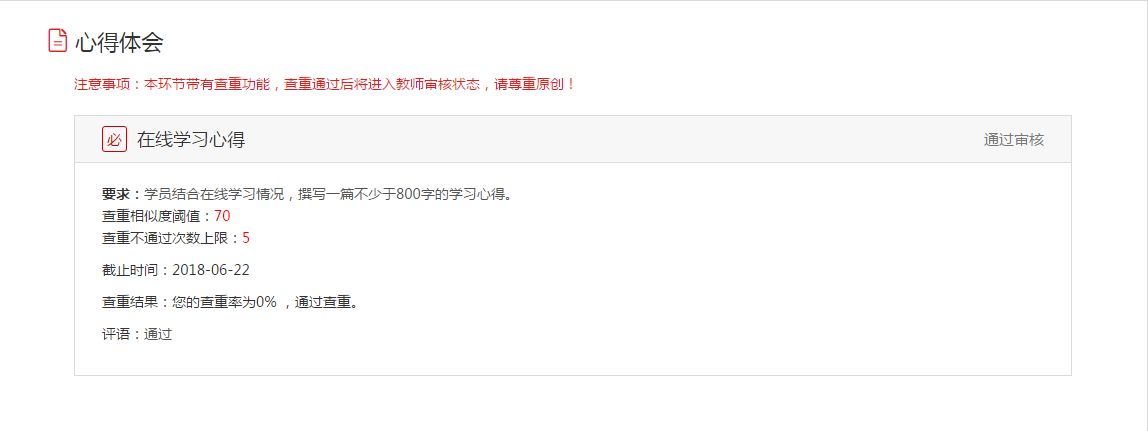 心得体会
注意事项：本环节带有查重功能，查重通过后将进入教师审核状态，请尊重原创！
必 在线学习心得 通过审核
要求：学员结合在线学习情况，撰写一篇不少于800字的学习心得。
查重相似度阈值：70
查重不通过次数上限：5
截止时间：2018-06-22
查重结果：您的查重率为0% ，通过查重。
评语：通过